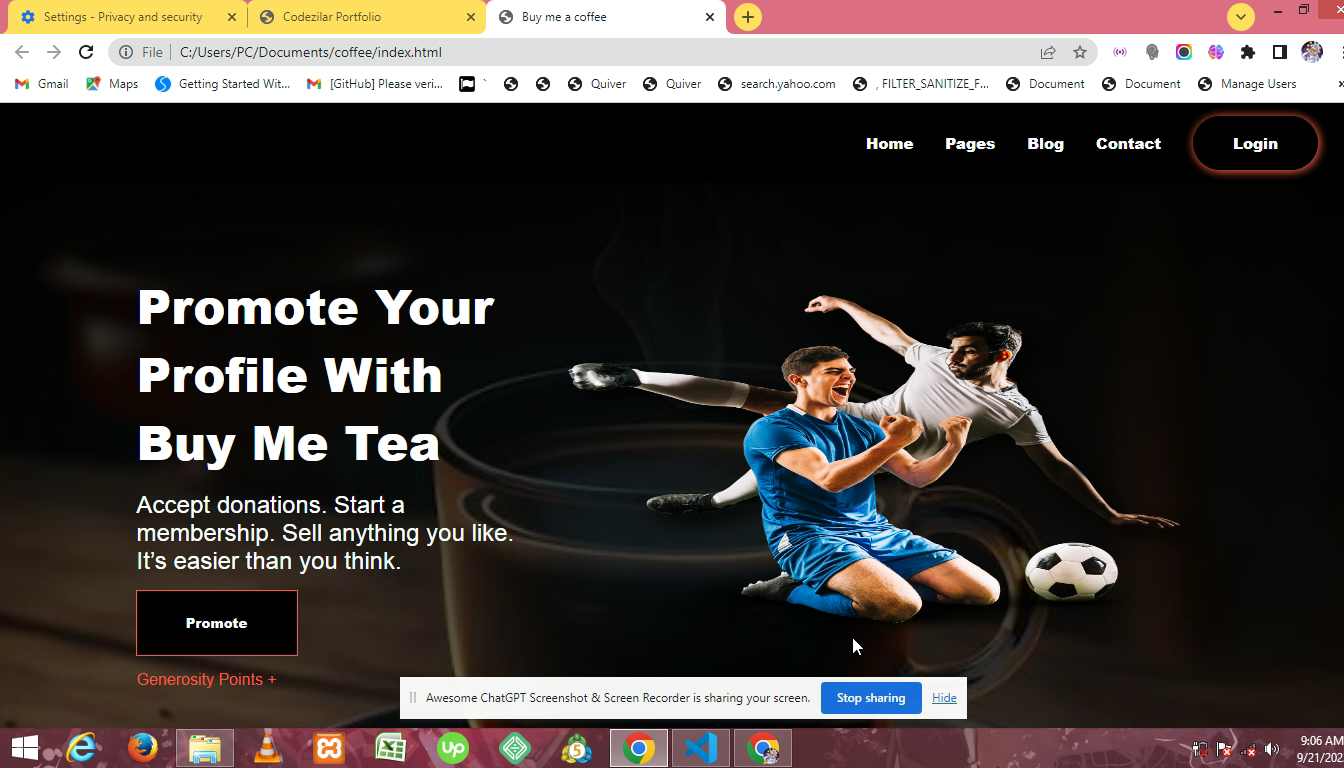 Settings - Privacy and security
Codezilar Portfolio
Buy me a coffee
File
C:/Users/PC/Documents/coffee/index.html
Gmail
Maps
Getting Started Wit...
[GitHub] Please veri...
`
Quiver
Quiver
search.yahoo.com
, FILTER_SANITIZE_F...
Document
Document
Manage Users
»
Home
Pages
Blog
Contact
Login
Promote Your
Profile With
Buy Me Tea
Accept donations. Start a
membership. Sell anything you like.
It’s easier than you think.
Promote
Generosity Points +
Awesome ChatGPT Screenshot & Screen Recorder is sharing your screen.
Stop sharing
Hide
up
5
9:06 AM
9/21/202